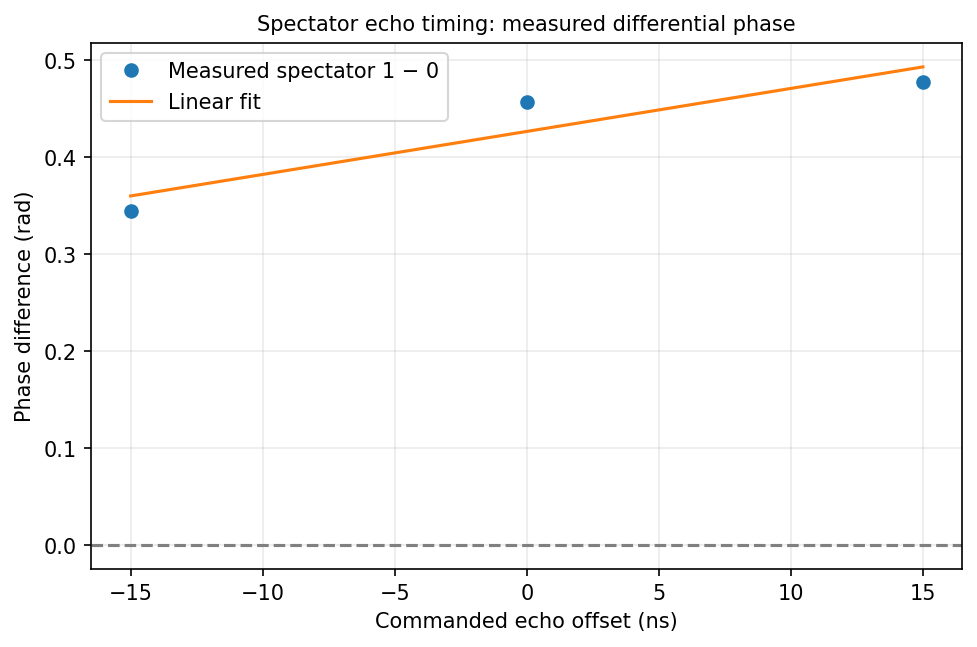 Spectator echo timing: measured differential phase
Measured spectator 1 − 0
Linear fit
Phase difference (rad)
0.5
0.4
0.3
0.2
0.1
0.0
−15 −10 −5 0 5 10 15
Commanded echo offset (ns)